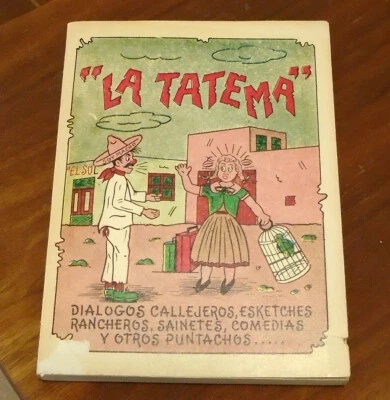 "LA TATEMA"
"EL SOL
DIALOGOS CALLEJEROS, ESKETCHES
RANCHEROS, SAINETES, COMEDIAS
Y OTROS PUNTACHOS.....